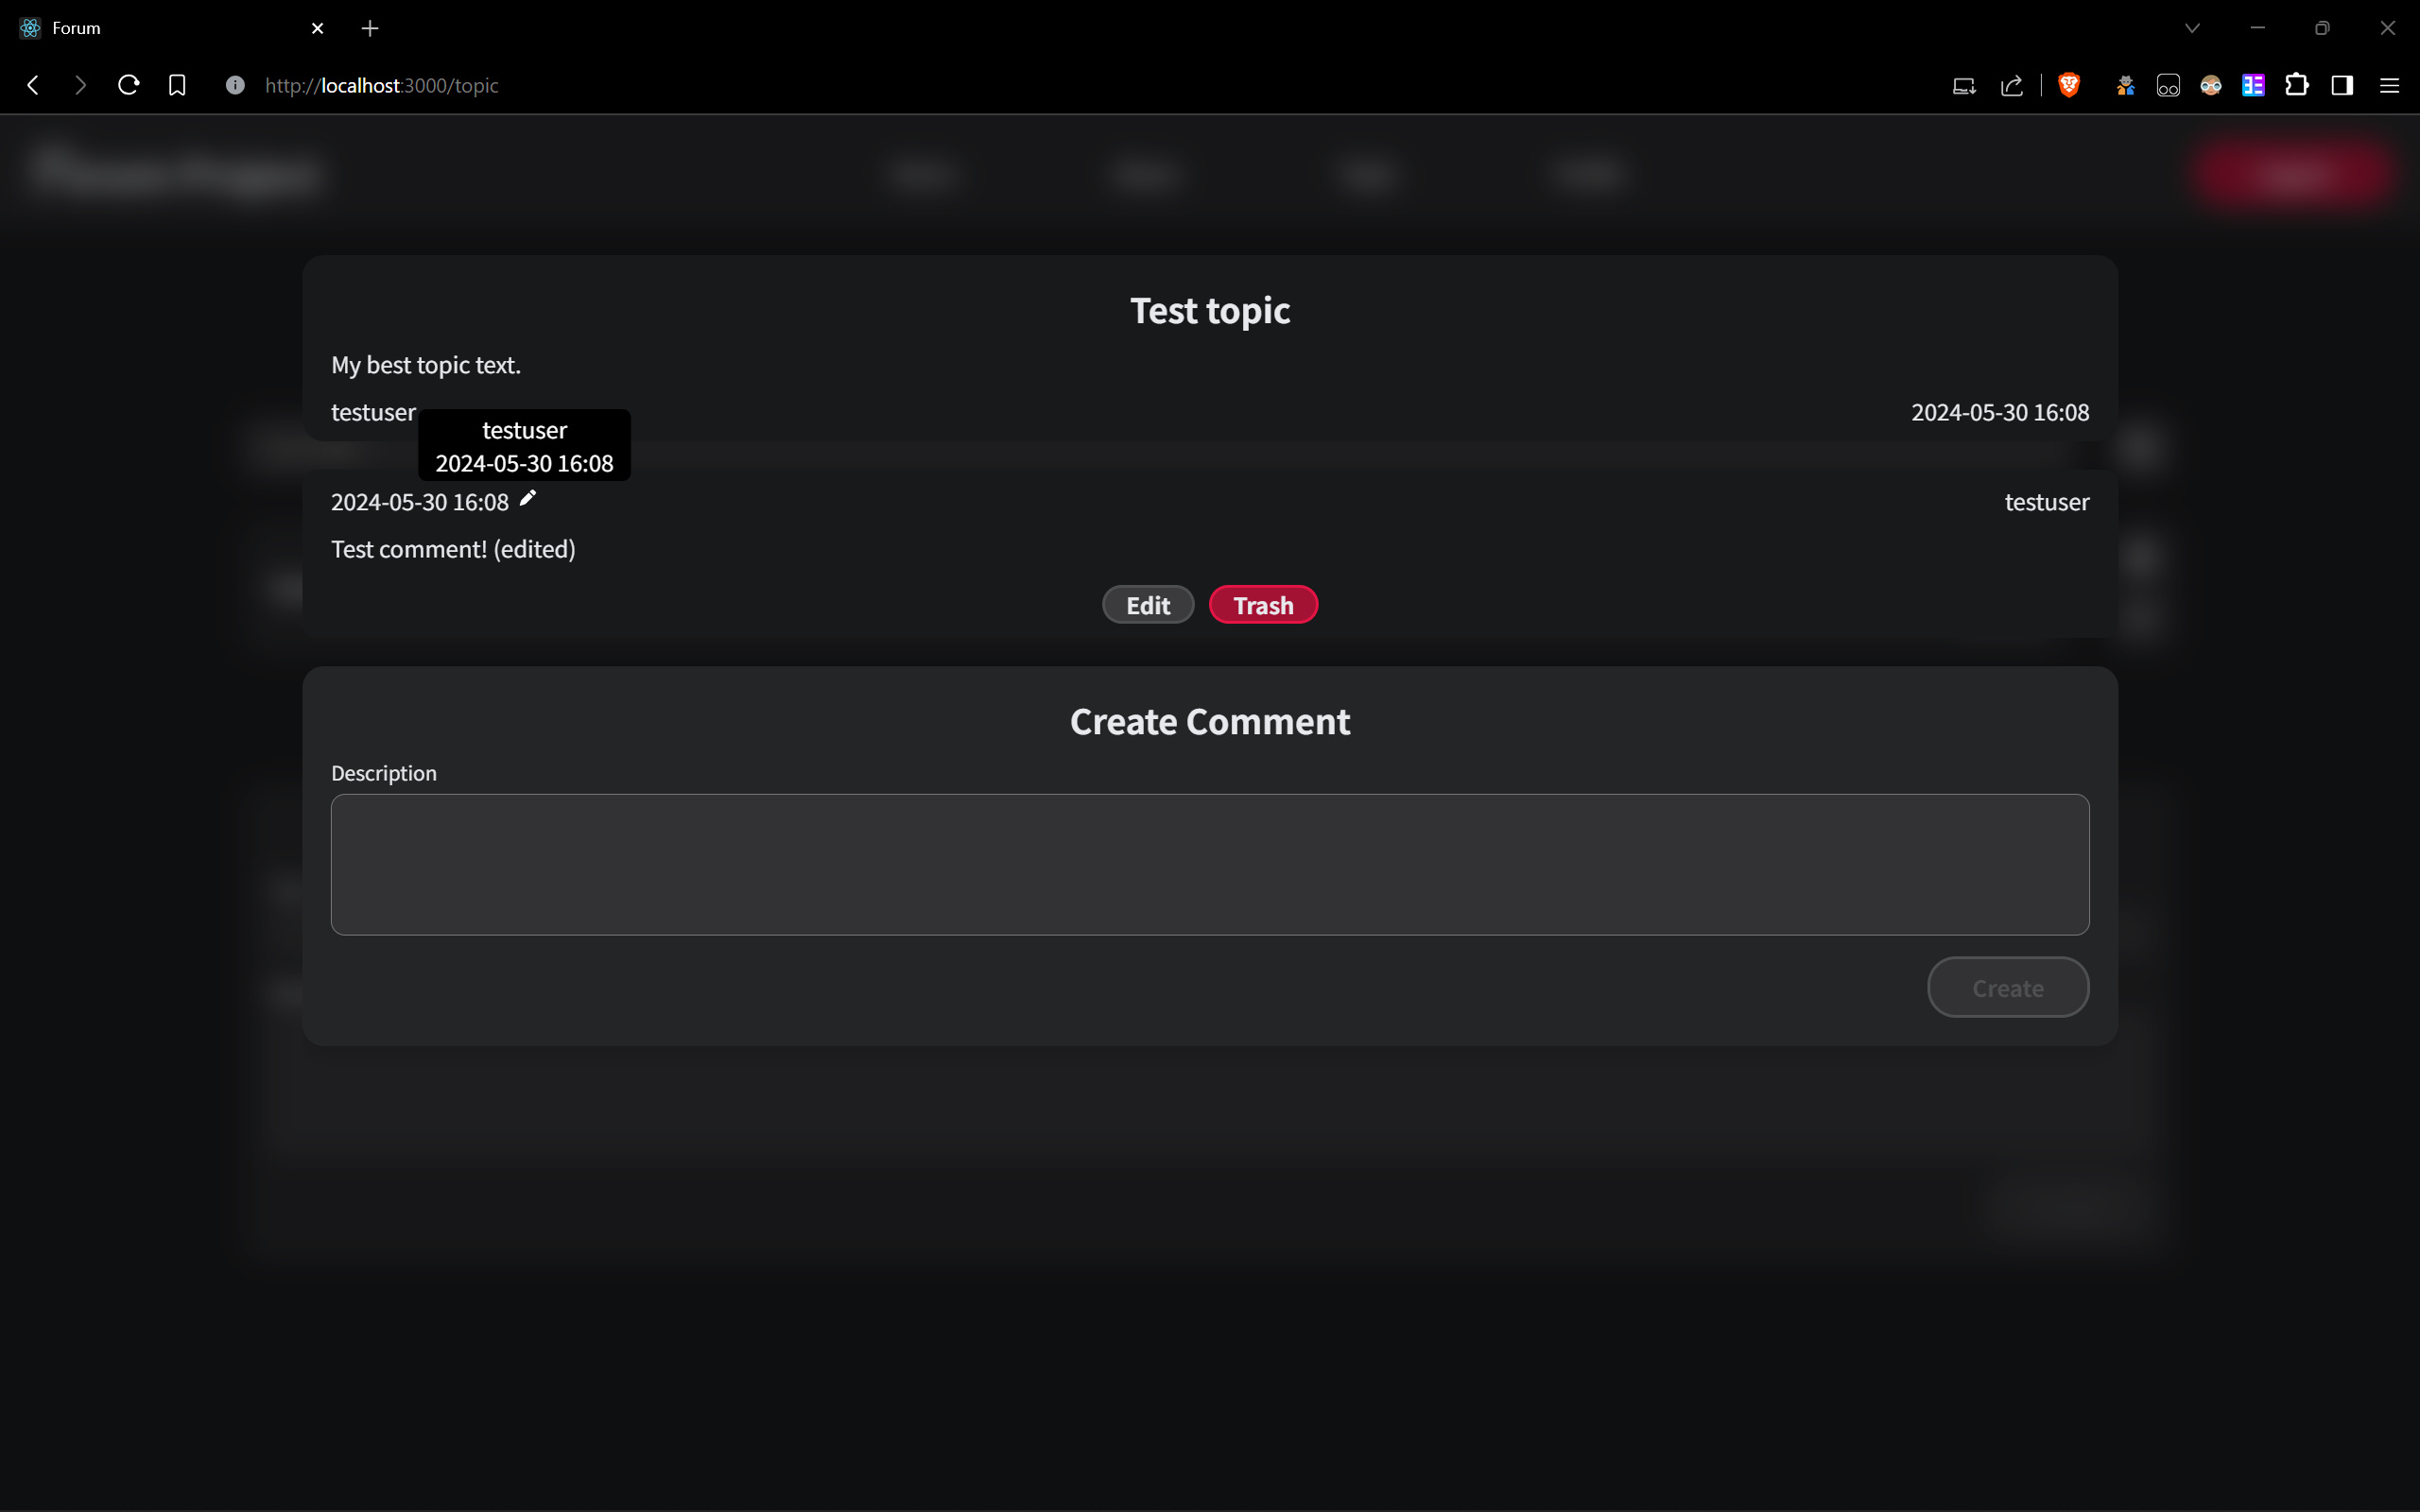 Forum
http://localhost:3000/topic
Test topic
My best topic text.
testuser
2024-05-30 16:08
testuser
2024-05-30 16:08
2024-05-30 16:08
testuser
Test comment! (edited)
Edit
Trash
Create Comment
Description
Create